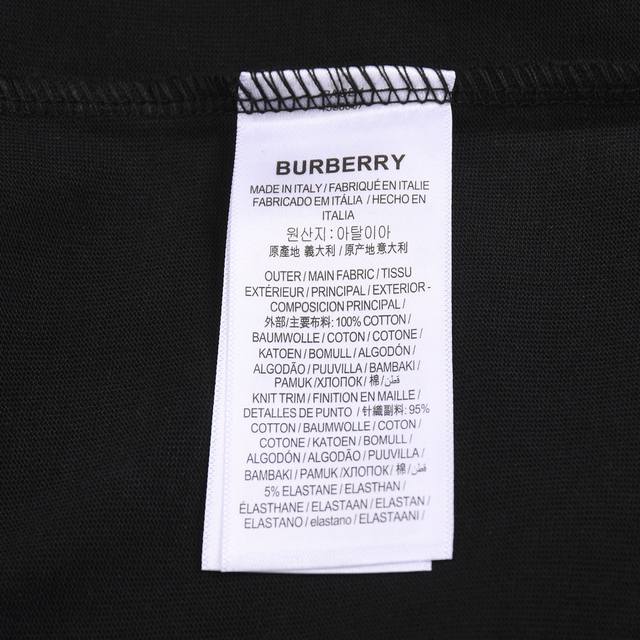 BURBERRY
MADE IN ITALY / FABRIQUÉ EN ITALIE
FABRICADO EM ITÁLIA / HECHO EN
ITALIA
원산지: 아탈이아
原產地 義大利 / 原产地意大利
OUTER / MAIN FABRIC / TISSU
EXTÉRIEUR / PRINCIPAL / EXTERIOR -
COMPOSICION PRINCIPAL /
外部/主要布料: 100% COTTON /
BAUMWOLLE / COTON / COTONE /
KATOEN / BOMULL / ALGODÓN /
ALGODÃO / PUUVILLA / BAMBAKI /
PAMUK / ХЛОПОК / 棉 / قطن /
KNIT TRIM / FINITION EN MAILLE /
DETALLES DE PUNTO / 针織副料: 95%
COTTON / BAUMWOLLE / COTON /
COTONE / KATOEN / BOMULL /
ALGODÓN / ALGODÃO / PUUVILLA /
BAMBAKI / PAMUK / ХЛОПОК / 棉 / قطن /
5% ELASTANE / ELASTHAN /
ÉLASTHANE / ELASTAAN / ELASTAN /
ELASTANO / elastano / ELASTAANI /